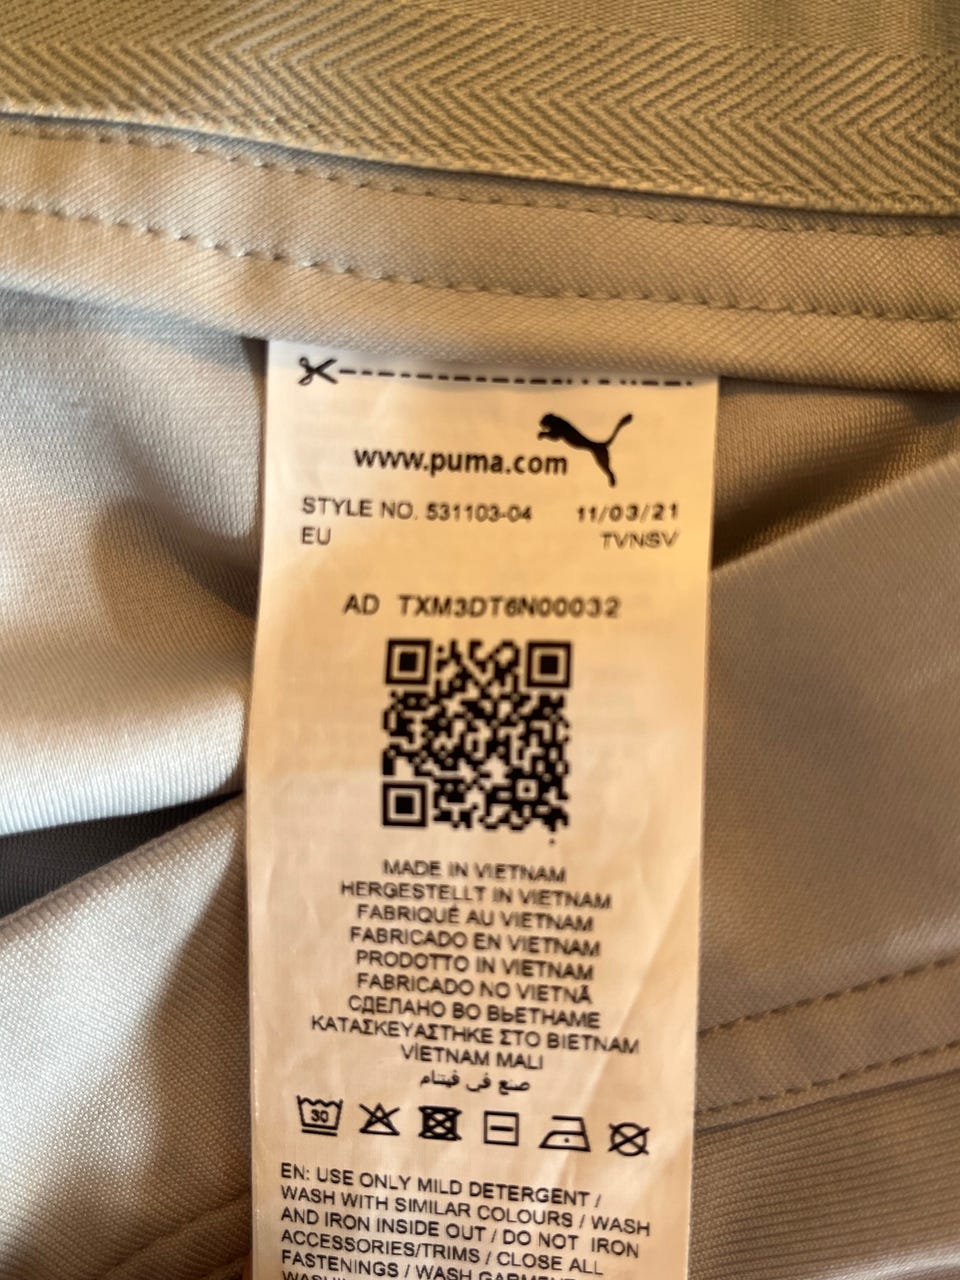 www.puma.com
STYLE NO. 531103-04 11/03/21
EU TVNSV
AD TXM3DT6N00032
MADE IN VIETNAM
HERGESTELLT IN VIETNAM
FABRIQUÉ AU VIETNAM
FABRICADO EN VIETNAM
PRODOTTO IN VIETNAM
FABRICADO NO VIETNÃ
СДЕЛАНО ВО ВЬЕТНАМЕ
ΚΑΤΑΣΚΕΥΑΣΤΗΚΕ ΣΤΟ ΒΙΕΤΝΑΜ
VİETNAM MALI
صنع في فيتنام
30
EN: USE ONLY MILD DETERGENT /
WASH WITH SIMILAR COLOURS / WASH
AND IRON INSIDE OUT / DO NOT IRON
ACCESSORIES/TRIMS / CLOSE ALL
FASTENINGS / WASH